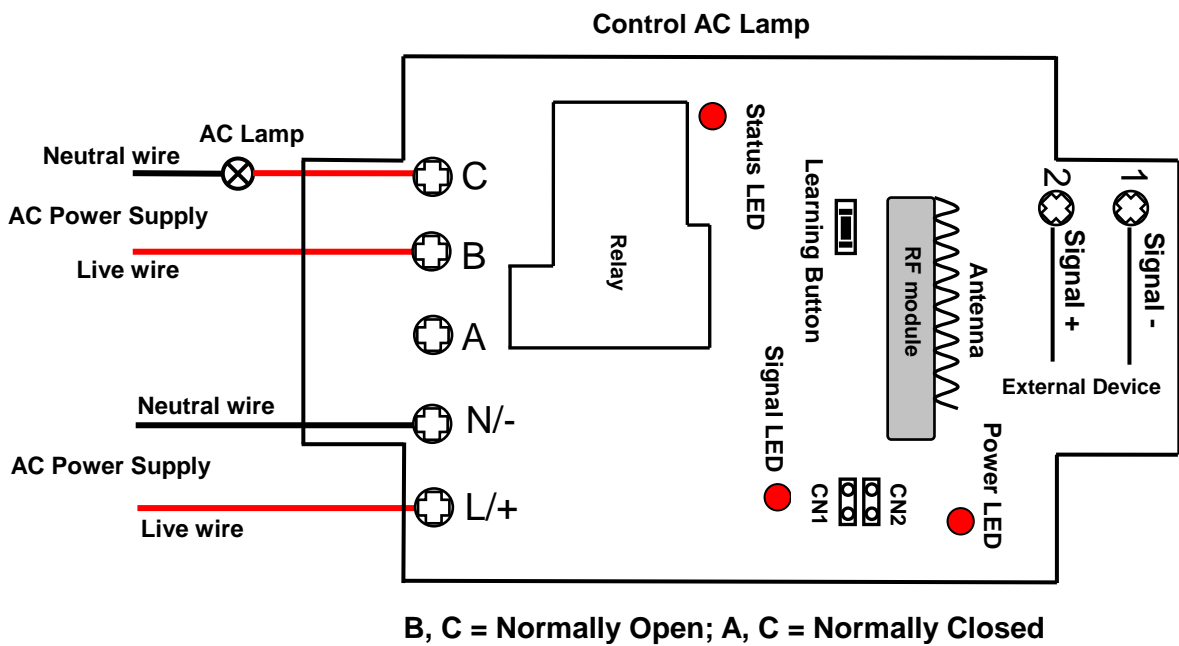 Control AC Lamp
AC Lamp
Neutral wire
C
AC Power Supply
Live wire
B
A
Neutral wire
N/-
AC Power Supply
L/+
Live wire
Relay
Status LED
Learning Button
RF module
Antenna
Signal LED
CN1
CN2
Power LED
2
1
Signal +
Signal -
External Device
B, C = Normally Open; A, C = Normally Closed